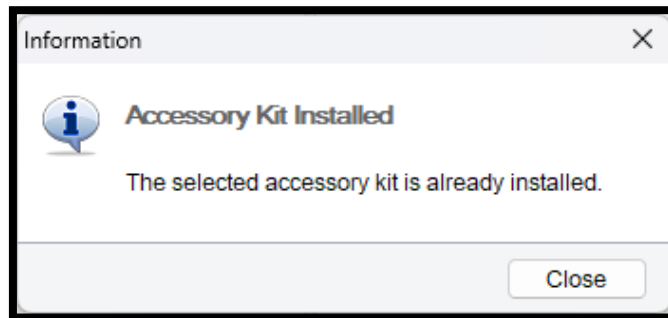 Information
Accessory Kit Installed
The selected accessory kit is already installed.
Close